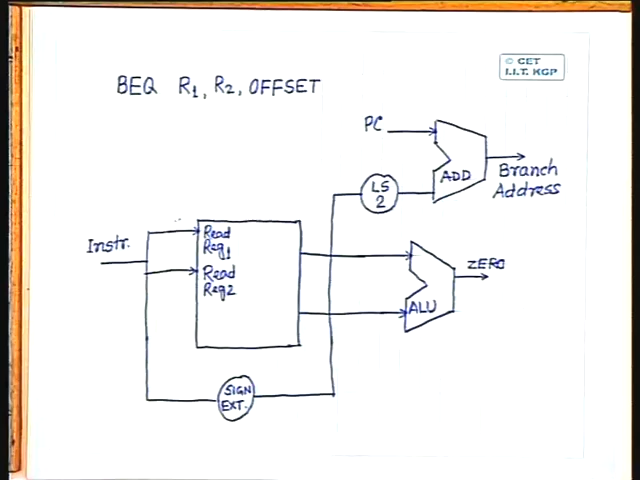 © CET
I.I.T. KGP
BEQ R1, R2, OFFSET
PC
ADD
Branch
Address
LS
2
Instr.
Read
Reg1
Read
Reg2
ZERO
ALU
SIGN
EXT.